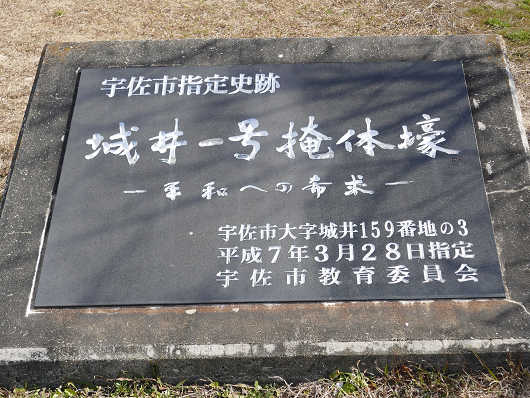 宇佐市指定史跡
城井一号掩体壕
―平和への希求―
宇佐市大字城井159番地の3
平成7年3月28日指定
宇佐市教育委員会